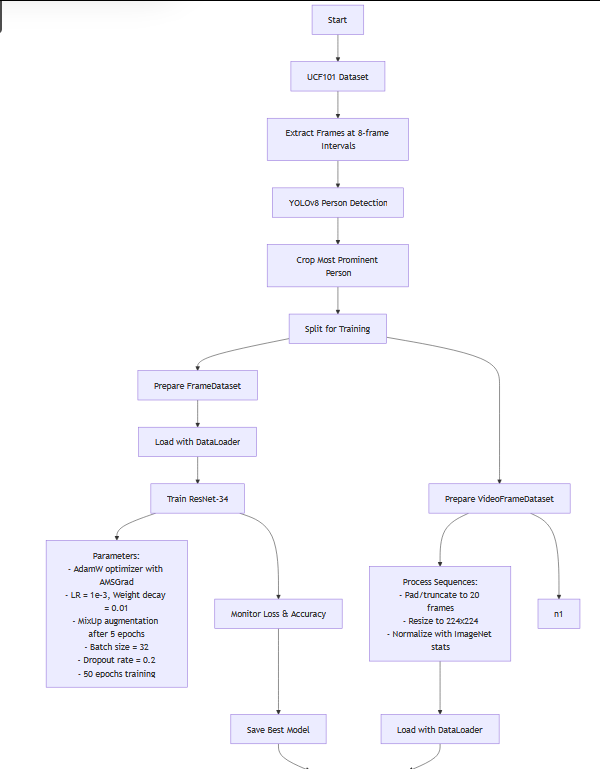 Start
UCF101 Dataset
Extract Frames at 8-frame
Intervals
YOLOv8 Person Detection
Crop Most Prominent
Person
Split for Training
Prepare FrameDataset
Load with DataLoader
Train ResNet-34
Prepare VideoFrameDataset
Parameters:
- AdamW optimizer with
AMSGrad
- LR = 1e-3, Weight decay
= 0.01
- MixUp augmentation
after 5 epochs
- Batch size = 32
- Dropout rate = 0.2
- 50 epochs training
Monitor Loss & Accuracy
Process Sequences:
- Pad/truncate to 20
frames
- Resize to 224x224
- Normalize with ImageNet
stats
n1
Save Best Model
Load with DataLoader